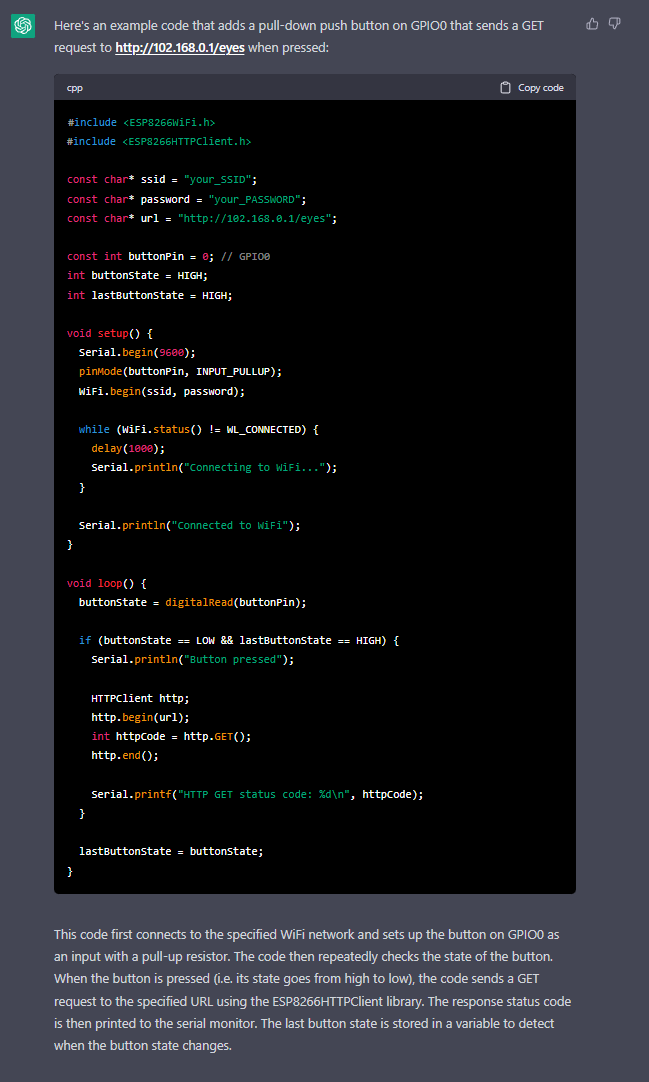 Here's an example code that adds a pull-down push button on GPIO0 that sends a GET
request to http://102.168.0.1/eyes when pressed:
cpp
Copy code
#include <ESP8266WiFi.h>
#include <ESP8266HTTPClient.h>
const char* ssid = "your_SSID";
const char* password = "your_PASSWORD";
const char* url = "http://102.168.0.1/eyes";
const int buttonPin = 0; // GPIO0
int buttonState = HIGH;
int lastButtonState = HIGH;
void setup() {
Serial.begin(9600);
pinMode(buttonPin, INPUT_PULLUP);
WiFi.begin(ssid, password);
while (WiFi.status() != WL_CONNECTED) {
delay(1000);
Serial.println("Connecting to WiFi...");
}
Serial.println("Connected to WiFi");
}
void loop() {
buttonState = digitalRead(buttonPin);
if (buttonState == LOW && lastButtonState == HIGH) {
Serial.println("Button pressed");
HTTPClient http;
http.begin(url);
int httpCode = http.GET();
http.end();
Serial.printf("HTTP GET status code: %d\n", httpCode);
}
lastButtonState = buttonState;
}
This code first connects to the specified WiFi network and sets up the button on GPIO0 as
an input with a pull-up resistor. The code then repeatedly checks the state of the button.
When the button is pressed (i.e. its state goes from high to low), the code sends a GET
request to the specified URL using the ESP8266HTTPClient library. The response status code
is then printed to the serial monitor. The last button state is stored in a variable to detect
when the button state changes.